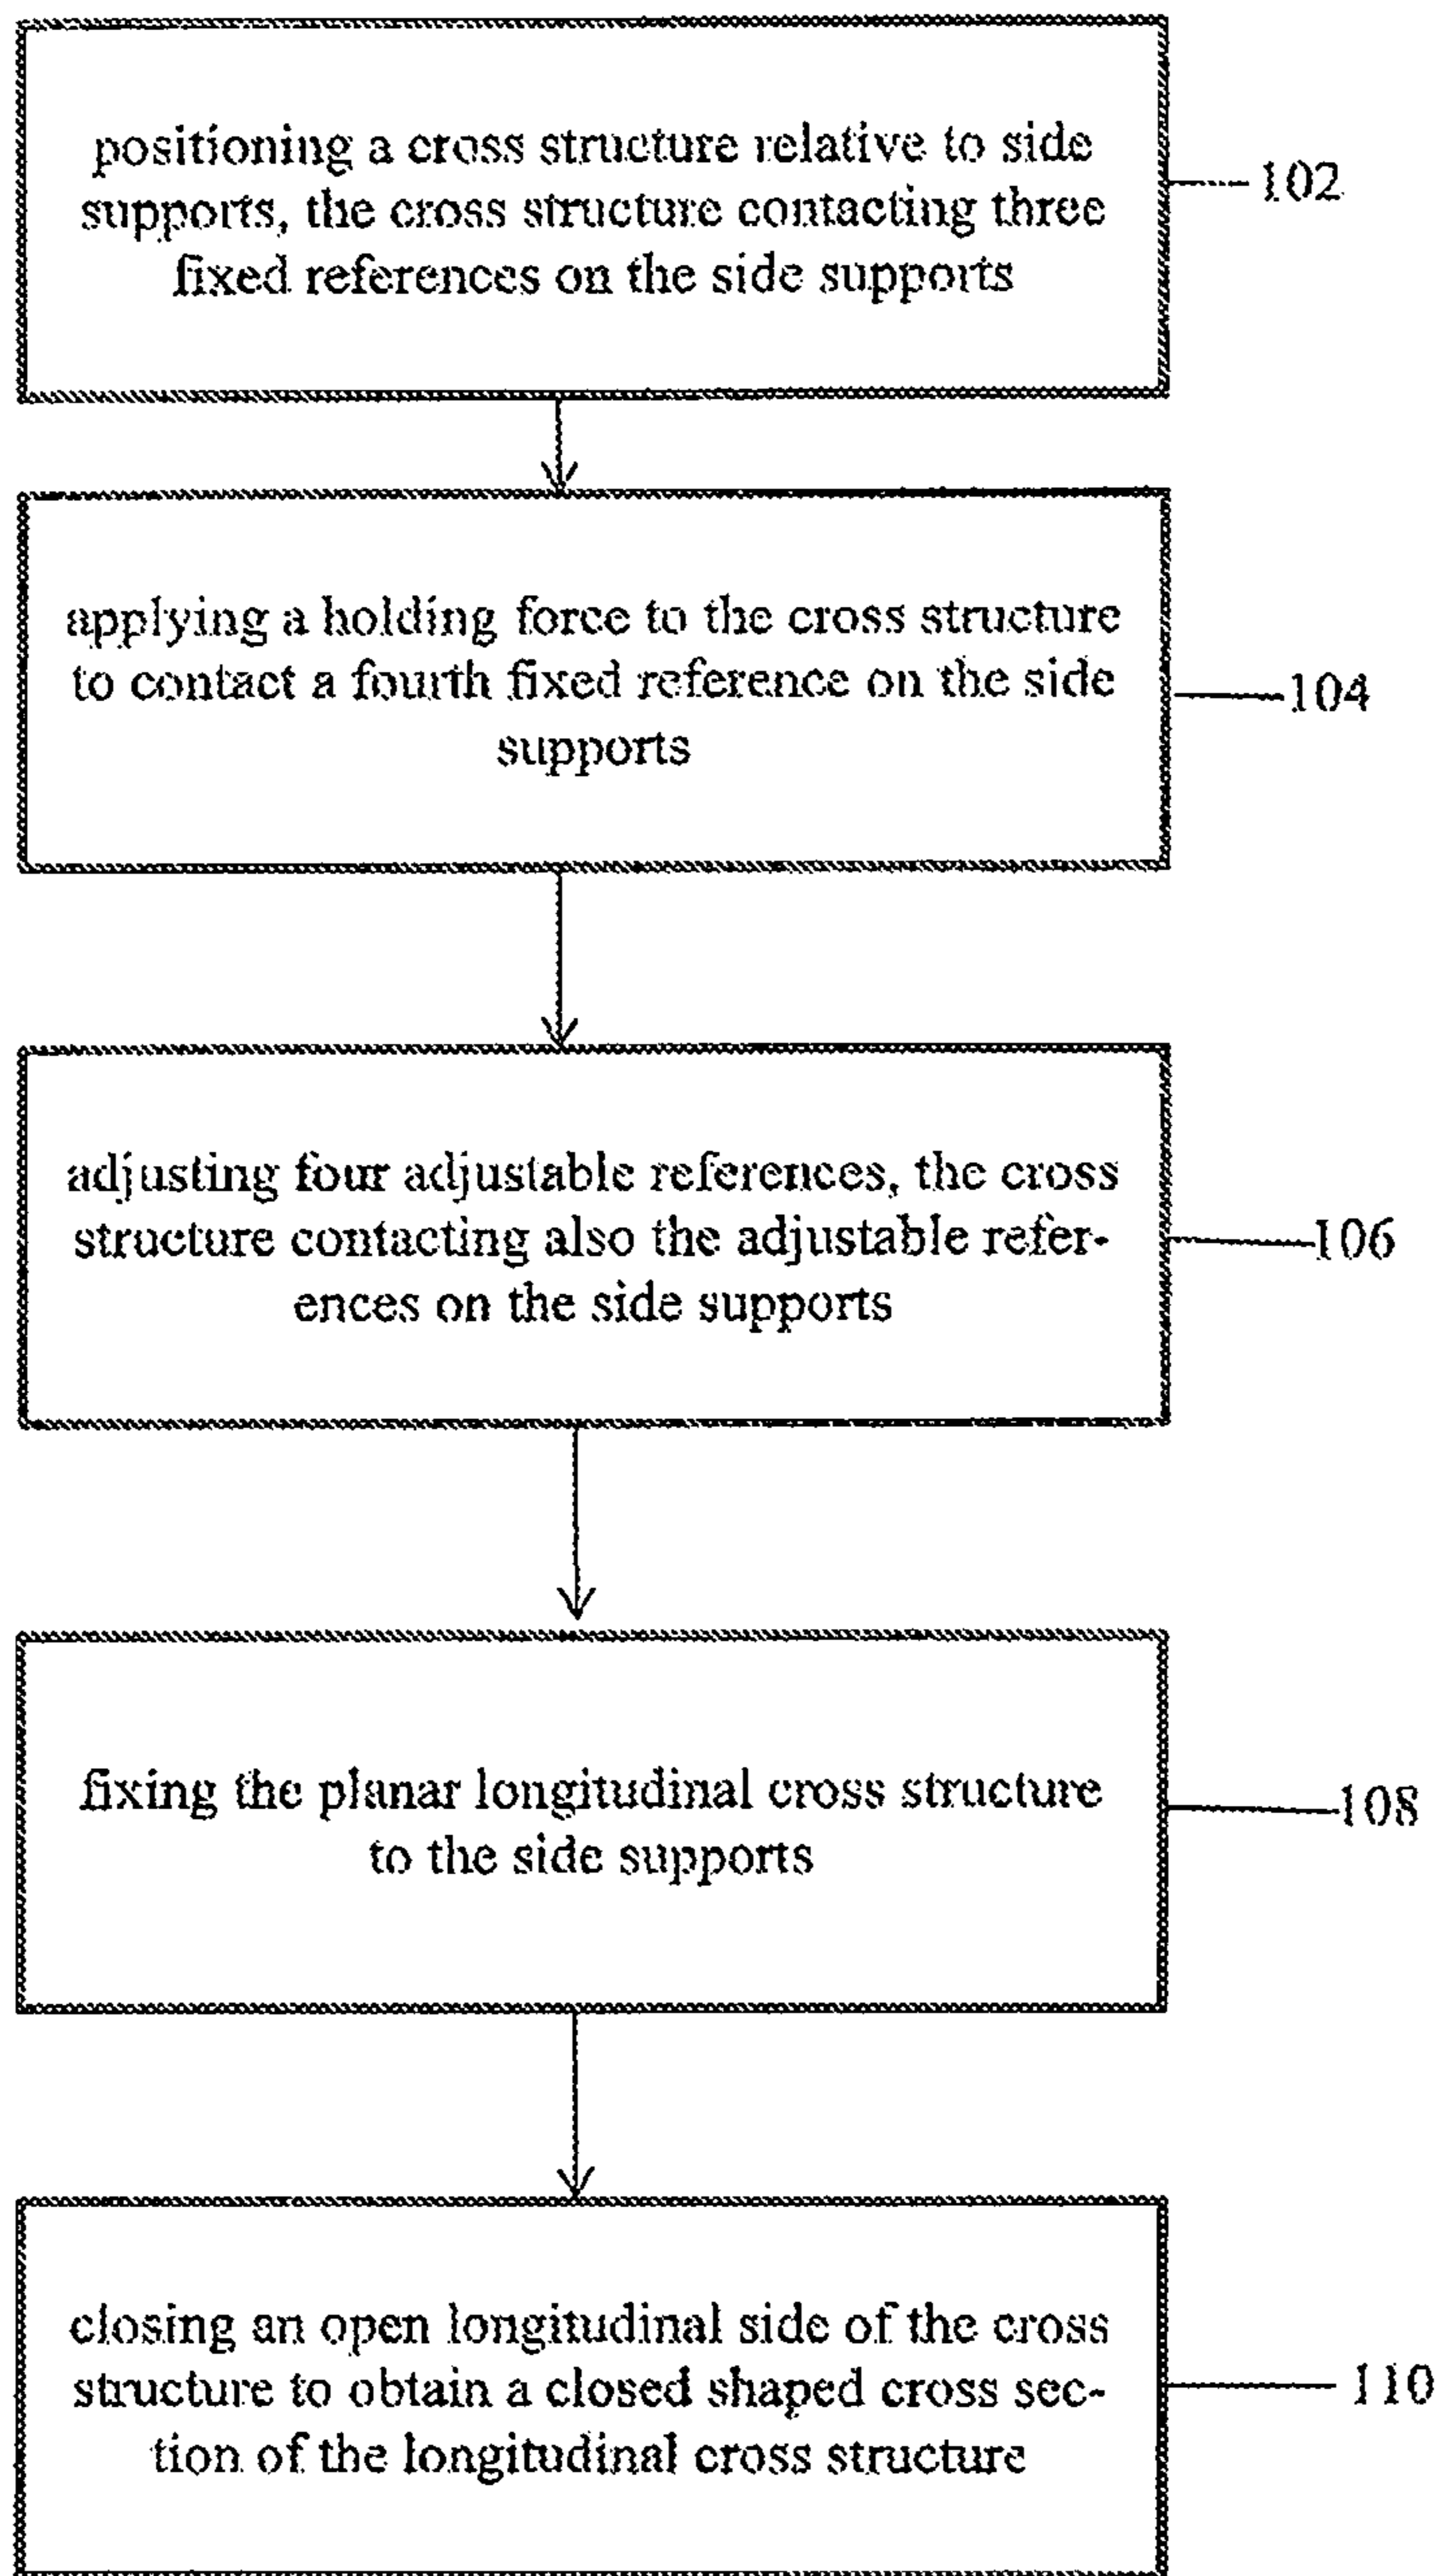 positioning a cross structure relative to side
supports, the cross structure contacting three
fixed references on the side supports
102
applying a holding force to the cross structure
to contact a fourth fixed reference on the side
supports
104
adjusting four adjustable references, the cross
structure contacting also the adjustable refer-
ences on the side supports
106
fixing the planar longitudinal cross structure
to the side supports
108
closing an open longitudinal side of the cross
structure to obtain a closed shaped cross sec-
tion of the longitudinal cross structure
110